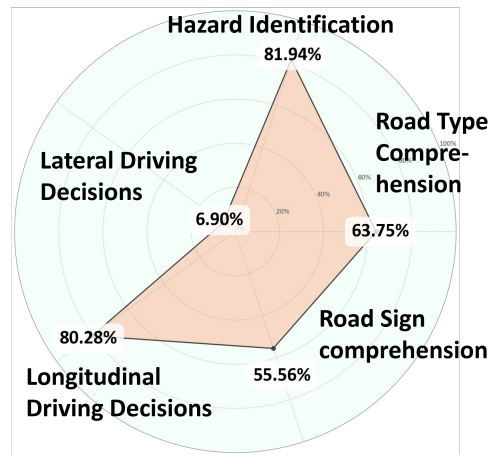 Hazard Identification
81.94%
Road Type
Compre-
hension
100%
60%
40%
20%
63.75%
Lateral Driving
Decisions
6.90%
Road Sign
comprehension
80.28%
55.56%
Longitudinal
Driving Decisions